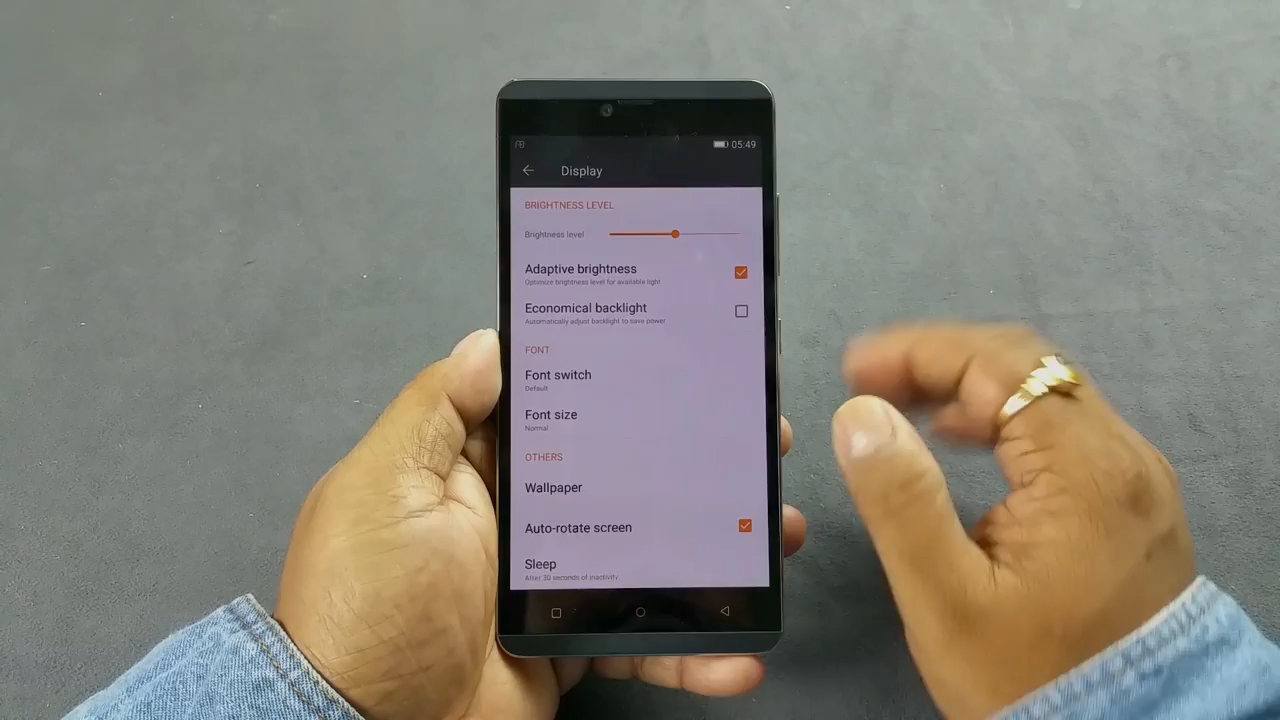 05:49
Display
BRIGHTNESS LEVEL
Brightness level
Adaptive brightness
Optimize brightness level for available light
Economical backlight
Automatically adjust backlight to save power
FONT
Font switch
Default
Font size
Normal
OTHERS
Wallpaper
Auto-rotate screen
Sleep
After 30 seconds of inactivity